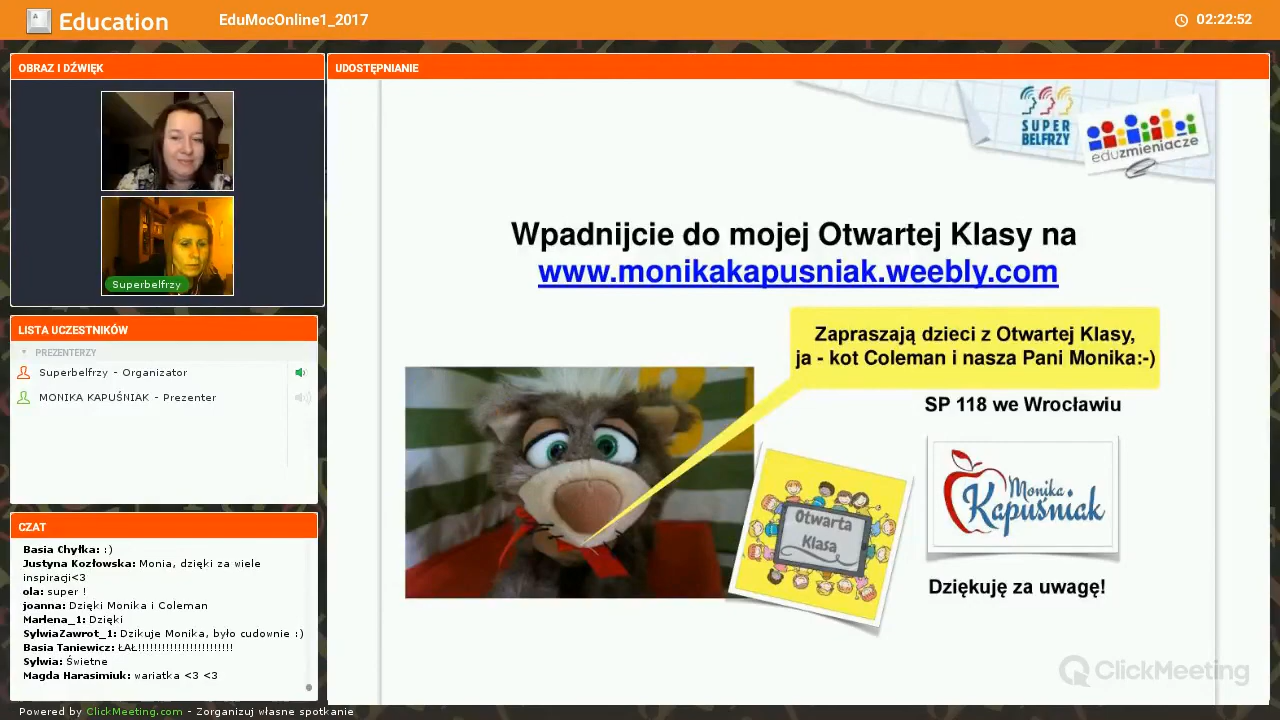 Education
EduMocOnline1_2017
02:22:52
OBRAZ I DŹWIĘK
Superbelfrzy
LISTA UCZESTNIKÓW
PREZENTERZY
Superbelfrzy - Organizator
MONIKA KAPUŚNIAK - Prezenter
CZAT
Basia Chyłka: :)
Justyna Kozłowska: Monia, dzięki za wiele
inspiragi<3
ola: super !
joanna: Dzięki Monika i Coleman
Marlena_1: Dzięki
SylwiaZawrot_1: Dzikuje Monika, było cudownie :)
Basia Taniewicz: ŁAŁ!!!!!!!!!!!!!!!!!!!!!!!!
Sylwia: Świetne
Magda Harasimiuk: wariatka <3 <3
Powered by ClickMeeting.com - Zorganizuj własne spotkanie
UDOSTĘPNIANIE
SUPER
BELFRZY
eduzmieniacze
Wpadnijcie do mojej Otwartej Klasy na
www.monikakapusniak.weebly.com
Zapraszają dzieci z Otwartej Klasy,
ja - kot Coleman i nasza Pani Monika:-)
SP 118 we Wrocławiu
Otwarta
Klasa
Monika
Kapuśniak
Dziękuję za uwagę!
ClickMeeting